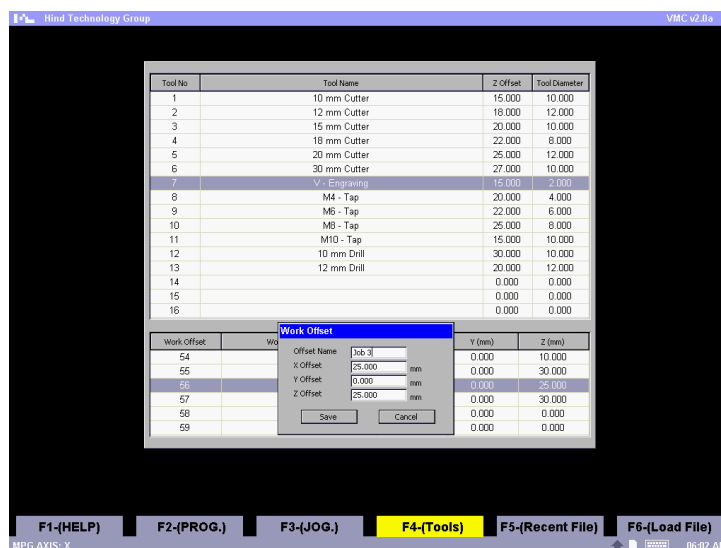 Hind Technology Group VMC v2.0a
Tool No Tool Name Z Offset Tool Diameter
1 10 mm Cutter 15.000 10.000
2 12 mm Cutter 18.000 12.000
3 15 mm Cutter 20.000 10.000
4 18 mm Cutter 22.000 8.000
5 20 mm Cutter 25.000 12.000
6 30 mm Cutter 27.000 10.000
7 V - Engraving 15.000 2.000
8 M4 - Tap 20.000 4.000
9 M6 - Tap 22.000 6.000
10 M8 - Tap 25.000 8.000
11 M10 - Tap 15.000 10.000
12 10 mm Drill 30.000 10.000
13 12 mm Drill 20.000 12.000
14 0.000 0.000
15 0.000 0.000
16 0.000 0.000
Work Offset Wo Y (mm) Z (mm)
54 0.000 10.000
55 0.000 30.000
56 0.000 25.000
57 0.000 30.000
58 0.000 0.000
59 0.000 0.000
Work Offset
Offset Name Job 3
X Offset 25.000 mm
Y Offset 0.000 mm
Z Offset 25.000 mm
Save Cancel
F1-(HELP) F2-(PROG.) F3-(JOG.) F4-(Tools) F5-(Recent File) F6-(Load File)
MPG AXIS: X 06:02 A